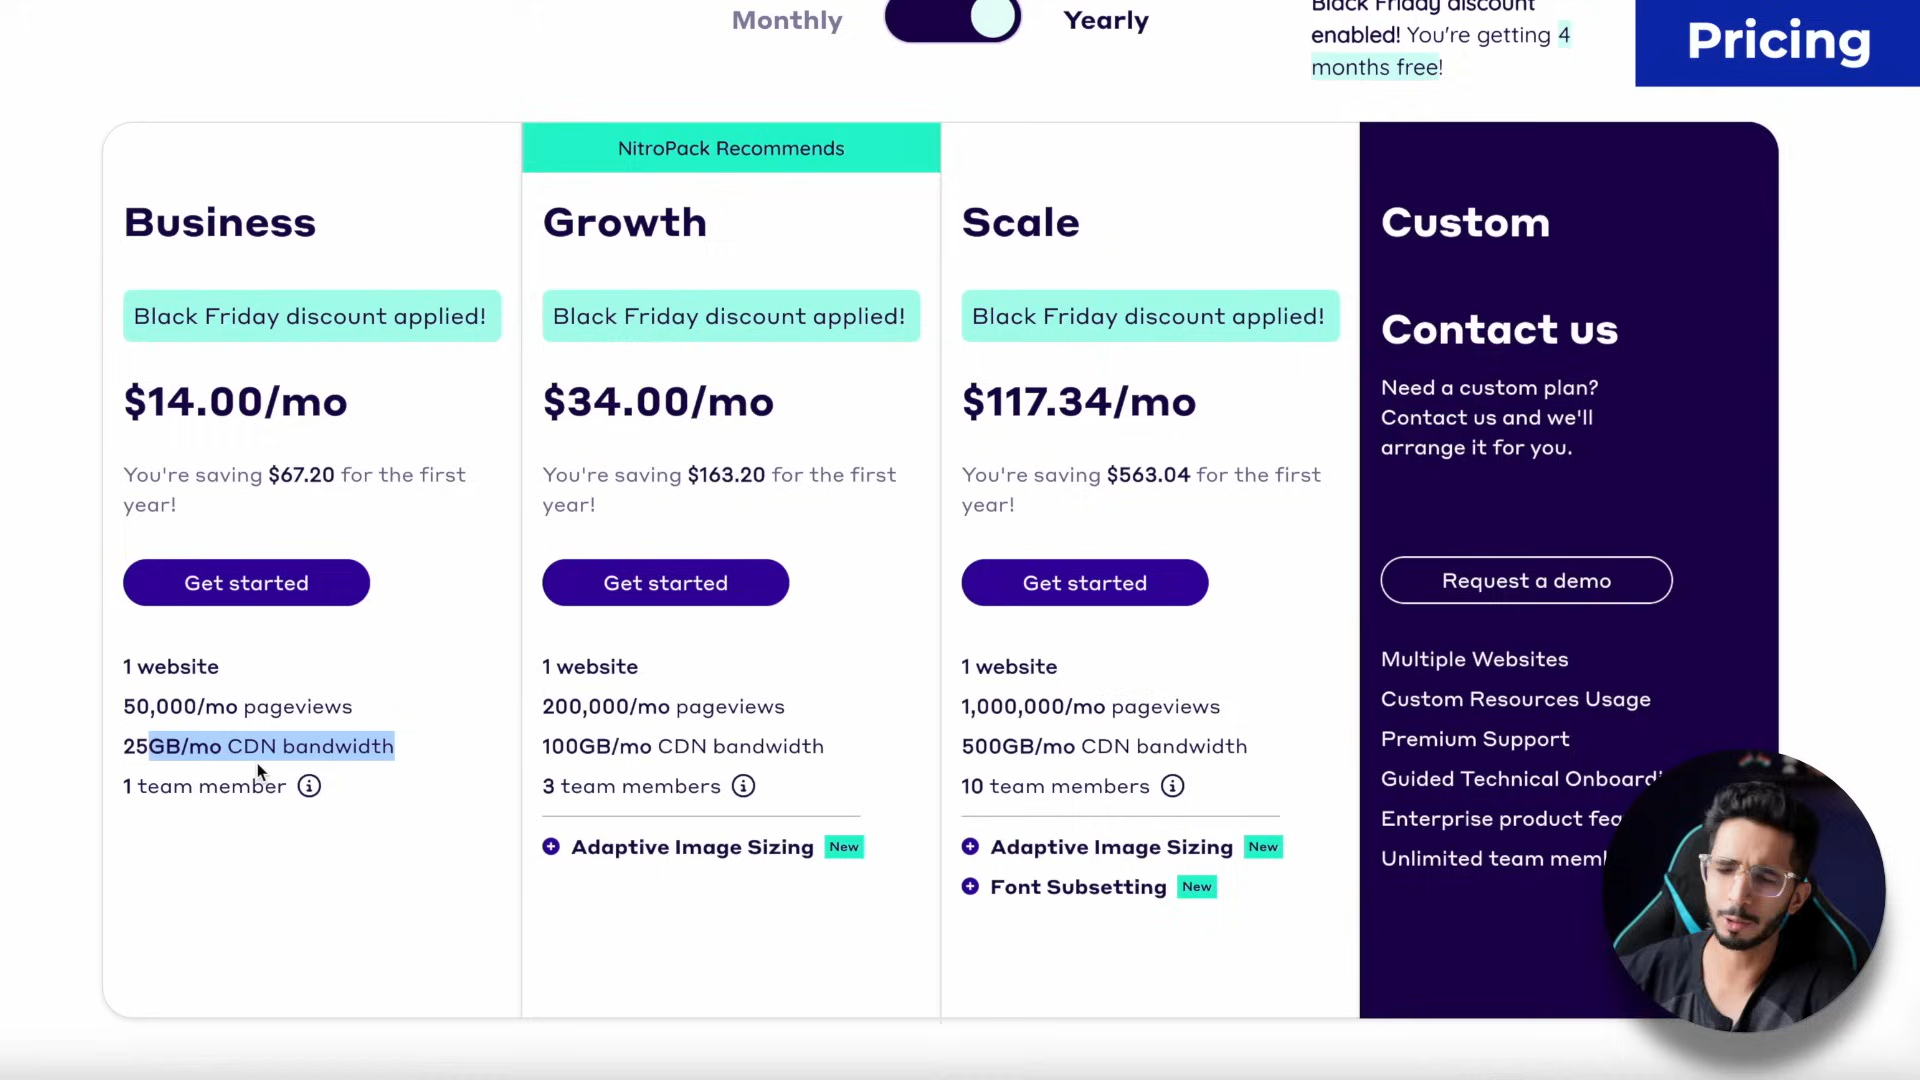 Monthly
Yearly
Black Friday discount
enabled! You're getting 4
months free!
Pricing
NitroPack Recommends
Business
Black Friday discount applied!
$14.00/mo
You're saving $67.20 for the first
year!
Get started
1 website
50,000/mo pageviews
25GB/mo CDN bandwidth
1 team member
Growth
Black Friday discount applied!
$34.00/mo
You're saving $163.20 for the first
year!
Get started
1 website
200,000/mo pageviews
100GB/mo CDN bandwidth
3 team members
Adaptive Image Sizing New
Scale
Black Friday discount applied!
$117.34/mo
You're saving $563.04 for the first
year!
Get started
1 website
1,000,000/mo pageviews
500GB/mo CDN bandwidth
10 team members
Adaptive Image Sizing New
Font Subsetting New
Custom
Contact us
Need a custom plan?
Contact us and we'll
arrange it for you.
Request a demo
Multiple Websites
Custom Resources Usage
Premium Support
Guided Technical
Enterprise product
Unlimited team